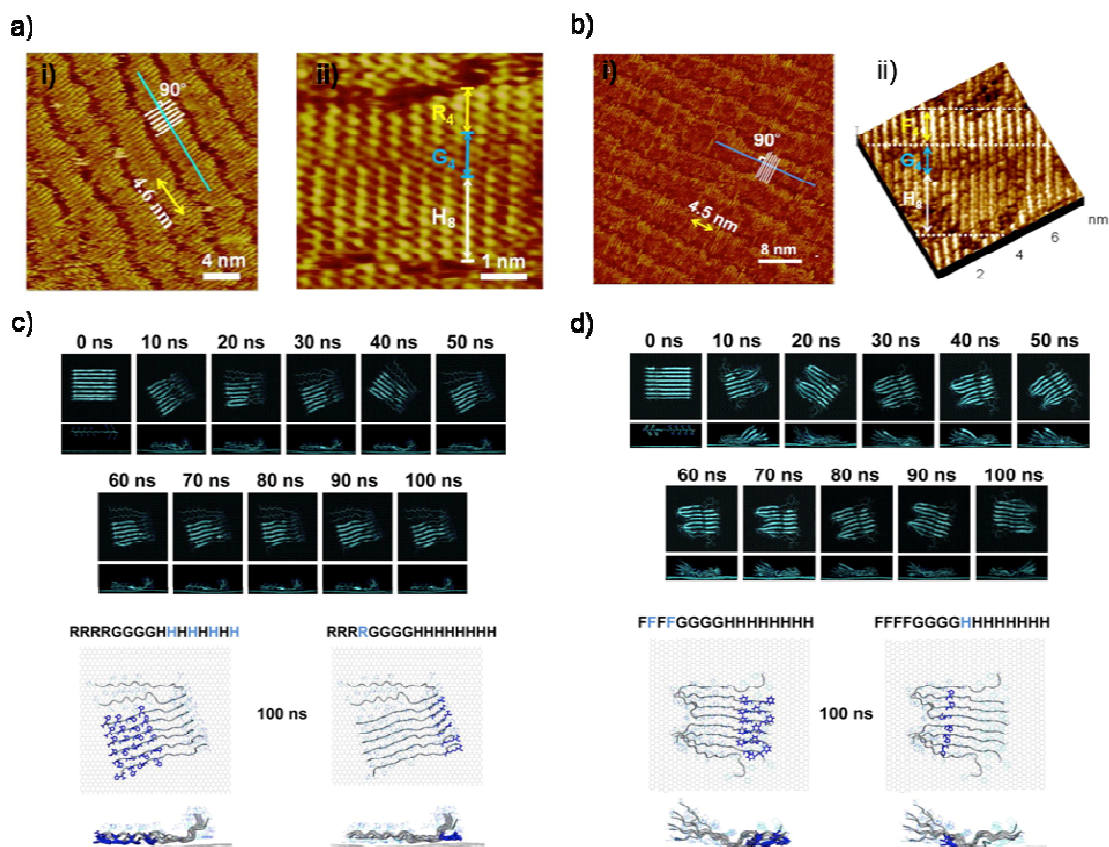 a)
b)
i)
ii)
i)
ii)
90°
4.6 nm
4 nm
R₄
G₄
H₈
1 nm
90°
4.5 nm
8 nm
F₄
G₄
H₈
nm
6
4
2
c)
0 ns 10 ns 20 ns 30 ns 40 ns 50 ns
60 ns 70 ns 80 ns 90 ns 100 ns
RRRRGGGGHHHHHHHH
RRRRGGGGHHHHHHHH
100 ns
d)
0 ns 10 ns 20 ns 30 ns 40 ns 50 ns
60 ns 70 ns 80 ns 90 ns 100 ns
FFFFGGGGHHHHHHHH
FFFFGGGGHHHHHHHH
100 ns